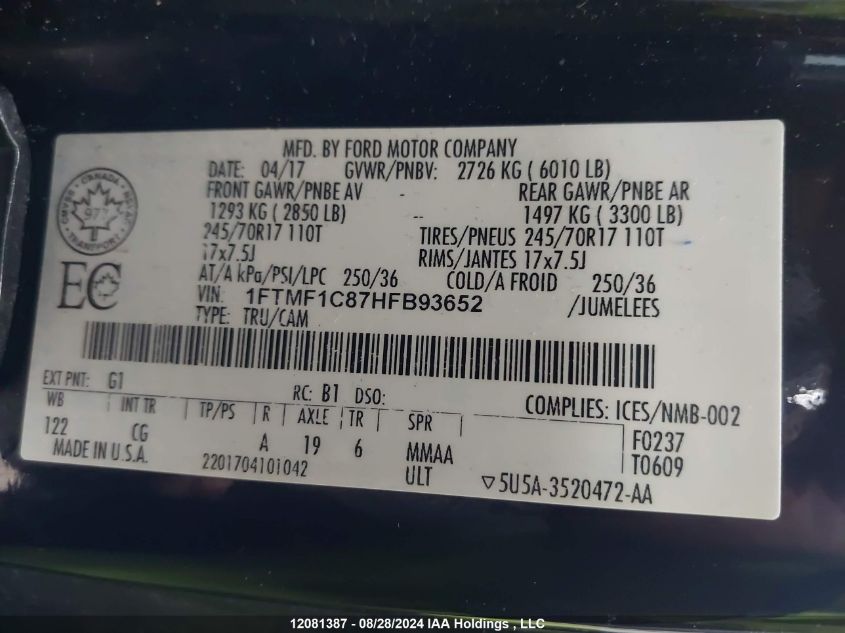 MFD. BY FORD MOTOR COMPANY
DATE: 04/17 GVWR/PNBV: 2726 KG ( 6010 LB)
FRONT GAWR/PNBE AV REAR GAWR/PNBE AR
1293 KG ( 2850 LB) -- 1497 KG ( 3300 LB)
245/70R17 110T TIRES/PNEUS 245/70R17 110T
17x7.5J RIMS/JANTES 17x7.5J
AT/A kPa/PSI/LPC 250/36 COLD/A FROID 250/36
VIN: 1FTMF1C87HFB93652 /JUMELEES
TYPE: TRU/CAM
CANADA
977
TRANSPORT
EC
EXT PNT: G1 RC: B1 DSO:
WB INT TR TP/PS R AXLE TR SPR COMPLIES: ICES/NMB-002
122 CG A 19 6 MMAA F0237
MADE IN U.S.A. 2201704101042 ULT T0609
▽5U5A-3520472-AA
12081387 - 08/28/2024 IAA Holdings , LLC